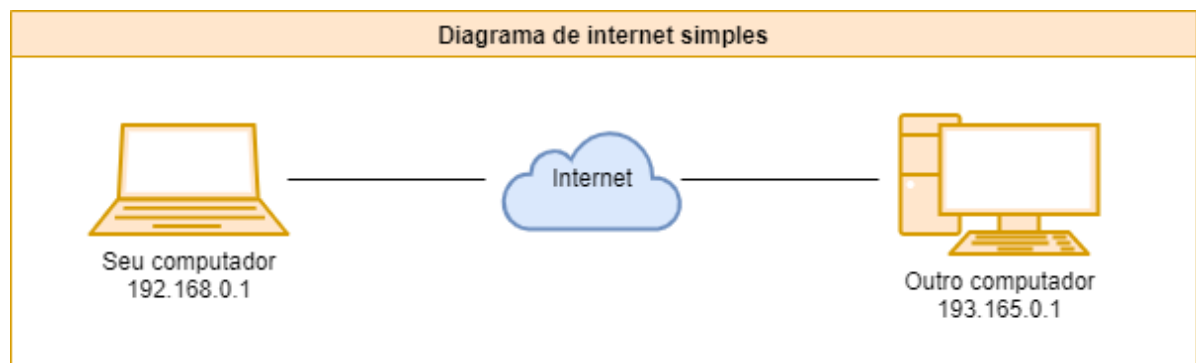 Diagrama de internet simples
Internet
Seu computador
192.168.0.1
Outro computador
193.165.0.1